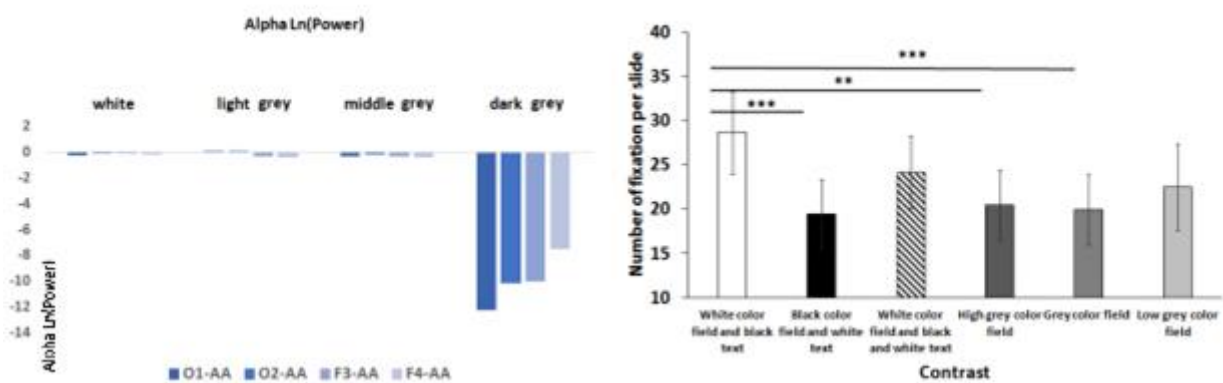 Alpha Ln(Power)
white light grey middle grey dark grey
2
0
-2
-4
-6
-8
-10
-12
-14
Alpha Ln(Power)
O1-AA O2-AA F3-AA F4-AA
40
35
30
25
20
15
10
Number of fixation per slide
***
**
***
White color field and black text
Black color field and white text
White color field and black and white text
High grey color field
Grey color field
Low grey color field
Contrast